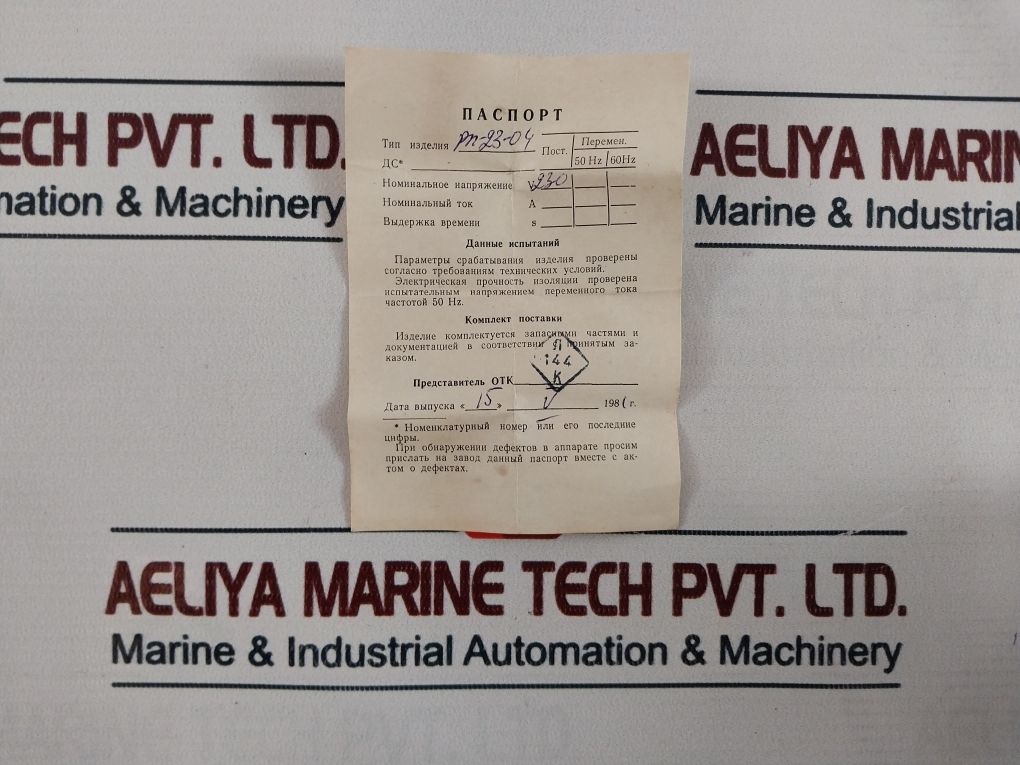 ECH PVT. LTD.
mation & Machinery
AELIYA MARIN
Marine & Industrial
ПАСПОРТ
Тип изделия РП-23-04
Пост. Перемен.
50 Hz 60Hz
ДС*
Номинальное напряжение V 230
Номинальный ток А
Выдержка времени s
Данные испытаний
Параметры срабатывания изделия проверены
согласно требованиям технических условий.
Электрическая прочность изоляции проверена
испытательным напряжением переменного тока
частотой 50 Hz.
Комплект поставки
Изделие комплектуется запасными частями и
документацией в соответствии принятым за-
казом.
Л
144
К
Представитель ОТК
Дата выпуска «15» V 198 г.
* Номенклатурный номер или его последние
цифры.
При обнаружении дефектов в аппарате просим
прислать на завод данный паспорт вместе с ак-
том о дефектах.
AELIYA MARINE TECH PVT. LTD.
Marine & Industrial Automation & Machinery